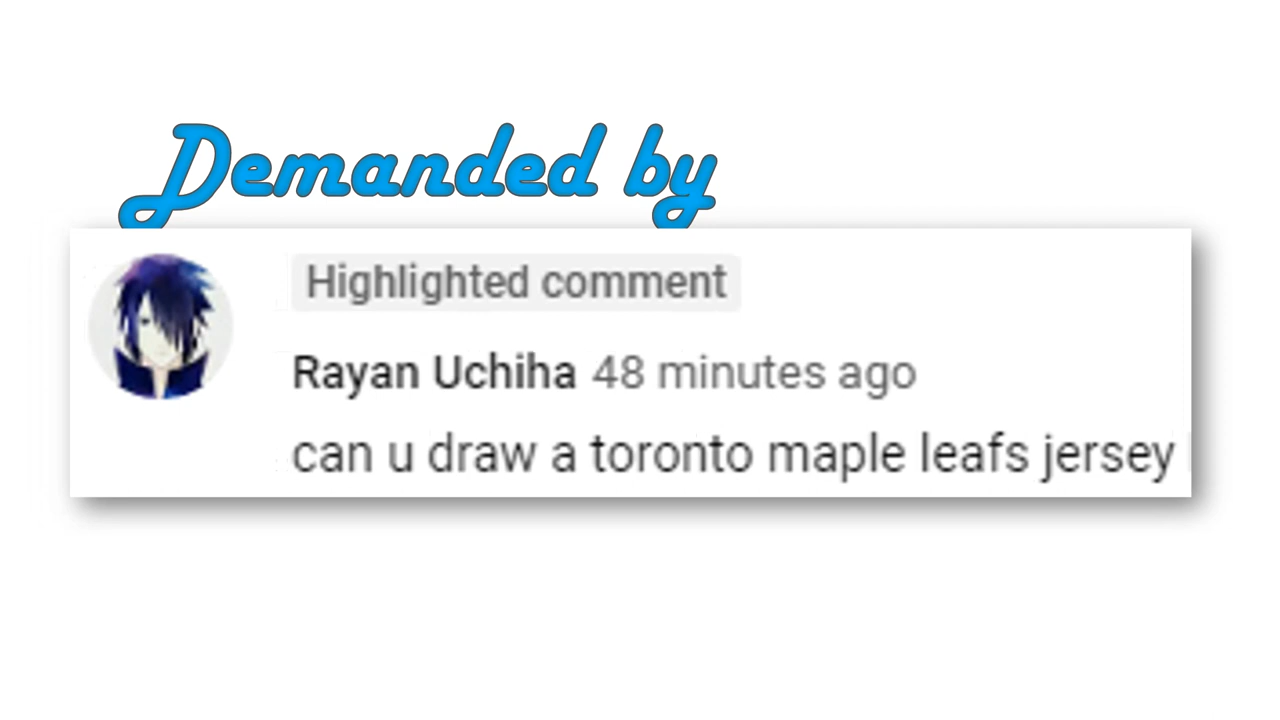 Demanded by
Highlighted comment
Rayan Uchiha 48 minutes ago
can u draw a toronto maple leafs jersey